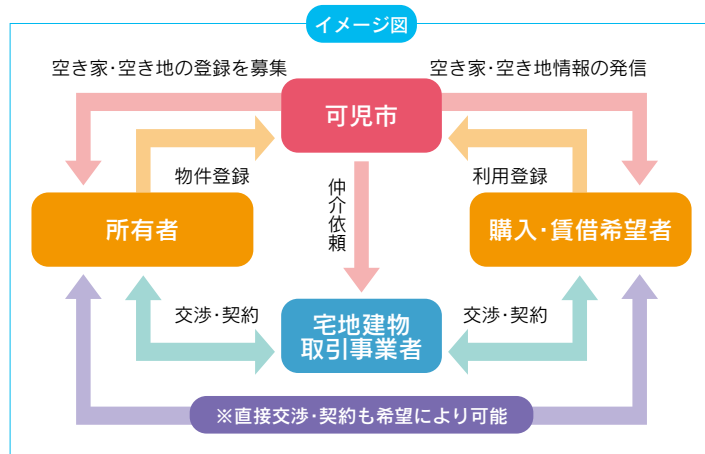 イメージ図
空き家・空き地の登録を募集
空き家・空き地情報の発信
可児市
物件登録
利用登録
仲介依頼
所有者
購入・賃借希望者
交渉・契約
宅地建物
取引事業者
交渉・契約
※直接交渉・契約も希望により可能